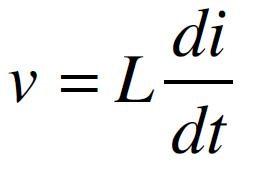 v = L di/dt